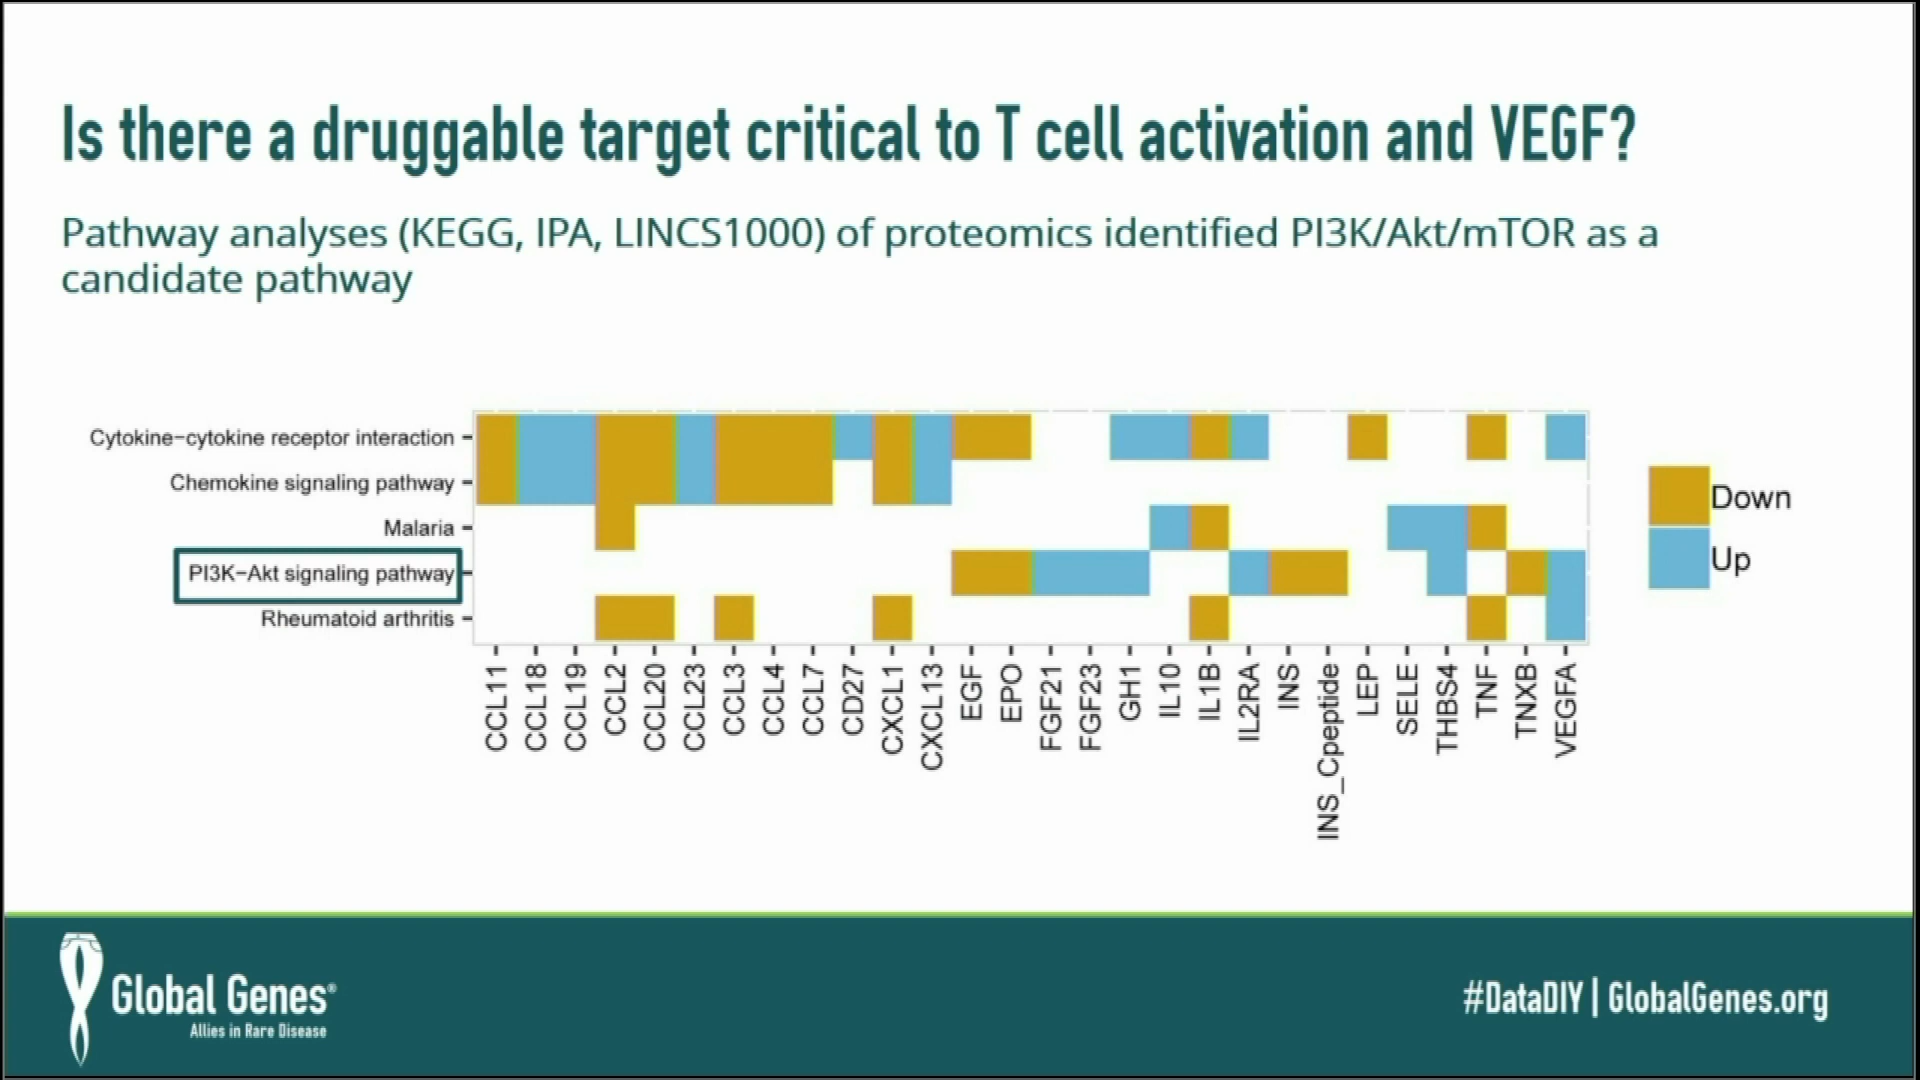 Is there a druggable target critical to T cell activation and VEGF?
Pathway analyses (KEGG, IPA, LINCS1000) of proteomics identified PI3K/Akt/mTOR as a
candidate pathway
Cytokine−cytokine receptor interaction
Chemokine signaling pathway
Malaria
PI3K−Akt signaling pathway
Rheumatoid arthritis
Down
Up
CCL11
CCL18
CCL19
CCL2
CCL20
CCL23
CCL3
CCL4
CCL7
CD27
CXCL1
CXCL13
EGF
EPO
FGF21
FGF23
GH1
IL10
IL1B
IL2RA
INS
INS_Cpeptide
LEP
SELE
THBS4
TNF
TNXB
VEGFA
Global Genes®
Allies in Rare Disease
#DataDIY | GlobalGenes.org